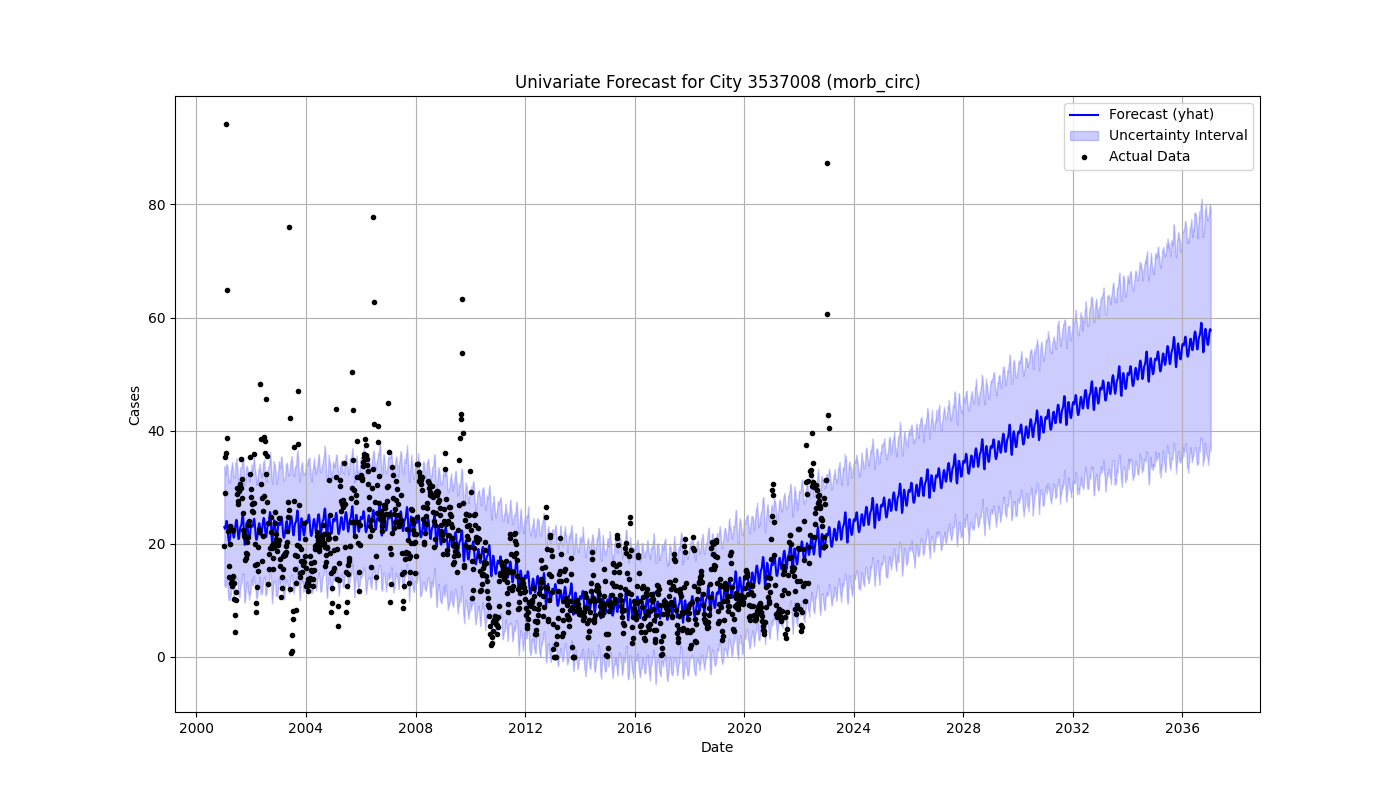 Univariate Forecast for City 3537008 (morb_circ)
Forecast (yhat)
Uncertainty Interval
Actual Data
Cases
80
60
40
20
0
2000 2004 2008 2012 2016 2020 2024 2028 2032 2036
Date